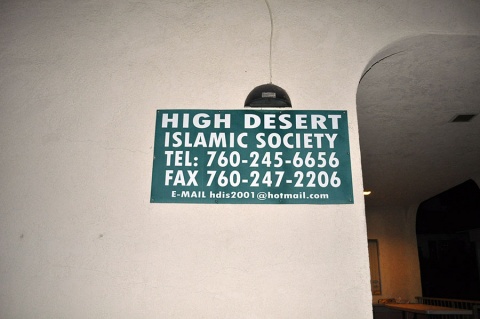 HIGH DESERT
ISLAMIC SOCIETY
TEL: 760-245-6656
FAX 760-247-2206
E-MAIL hdis2001@hotmail.com